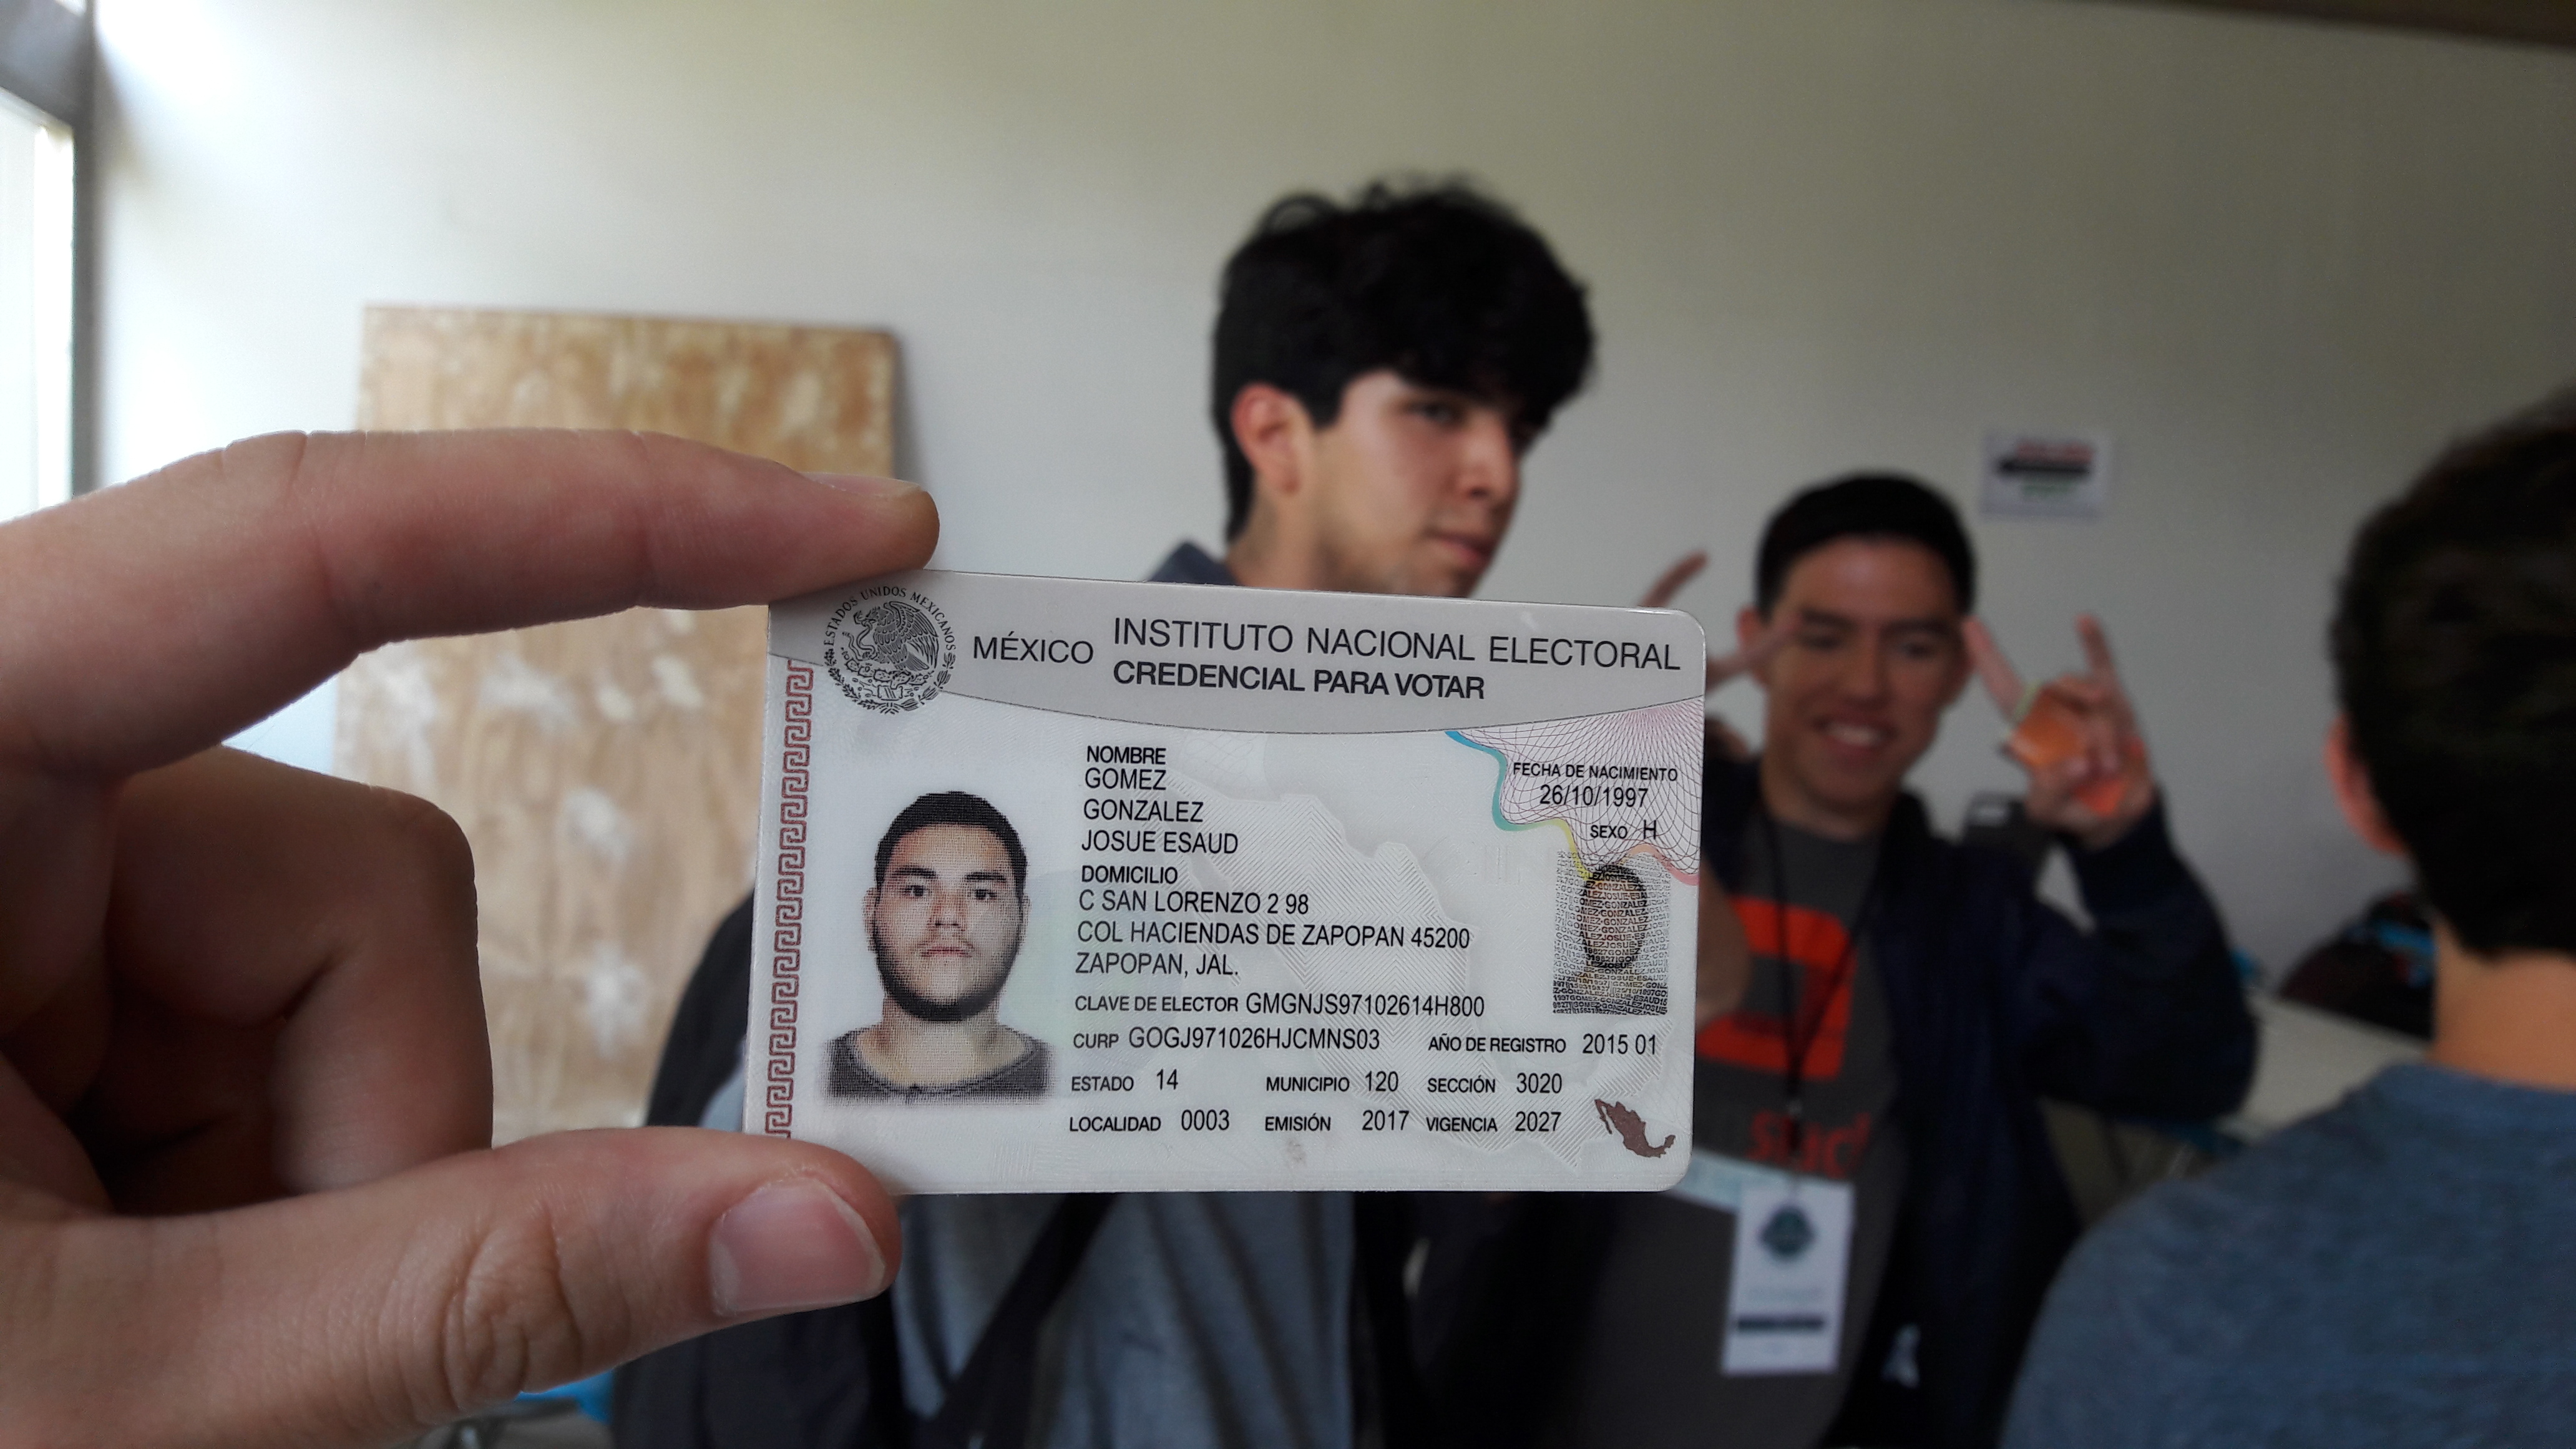 ESTADOS UNIDOS MEXICANOS
MÉXICO INSTITUTO NACIONAL ELECTORAL
CREDENCIAL PARA VOTAR
NOMBRE
GOMEZ
GONZALEZ
JOSUE ESAUD
FECHA DE NACIMIENTO
26/10/1997
SEXO H
DOMICILIO
C SAN LORENZO 2 98
COL HACIENDAS DE ZAPOPAN 45200
ZAPOPAN, JAL.
CLAVE DE ELECTOR GMGNJS97102614H800
CURP GOGJ971026HJCMNS03 AÑO DE REGISTRO 2015 01
ESTADO 14 MUNICIPIO 120 SECCIÓN 3020
LOCALIDAD 0003 EMISIÓN 2017 VIGENCIA 2027